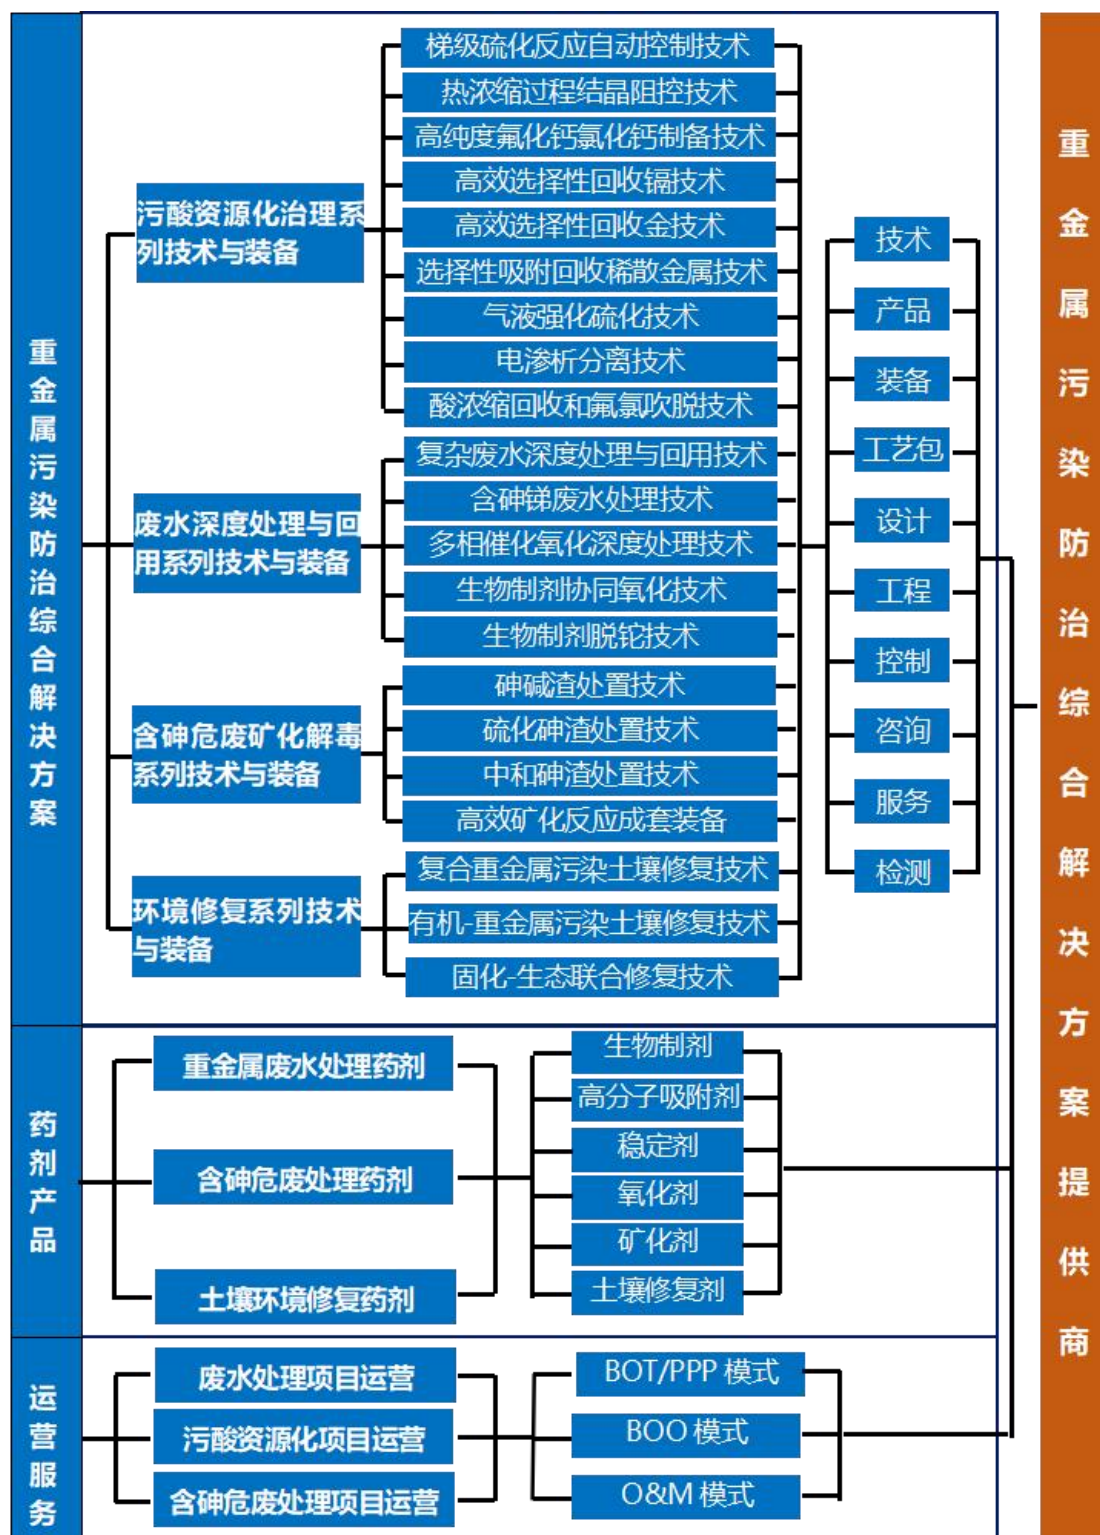 重金属污染防治综合解决方案
污酸资源化治理系
列技术与装备
梯级硫化反应自动控制技术
热浓缩过程结晶阻控技术
高纯度氟化钙氯化钙制备技术
高效选择性回收镉技术
高效选择性回收金技术
选择性吸附回收稀散金属技术
气液强化硫化技术
电渗析分离技术
酸浓缩回收和氟氯吹脱技术
废水深度处理与回
用系列技术与装备
复杂废水深度处理与回用技术
含砷锑废水处理技术
多相催化氧化深度处理技术
生物制剂协同氧化技术
生物制剂脱铊技术
含砷危废矿化解毒
系列技术与装备
砷碱渣处置技术
硫化砷渣处置技术
中和砷渣处置技术
高效矿化反应成套装备
环境修复系列技术
与装备
复合重金属污染土壤修复技术
有机-重金属污染土壤修复技术
固化-生态联合修复技术
技术
产品
装备
工艺包
设计
工程
控制
咨询
服务
检测
药剂产品
重金属废水处理药剂
含砷危废处理药剂
土壤环境修复药剂
生物制剂
高分子吸附剂
稳定剂
氧化剂
矿化剂
土壤修复剂
运营服务
废水处理项目运营
污酸资源化项目运营
含砷危废处理项目运营
BOT/PPP 模式
BOO 模式
O&M 模式
重金属污染防治综合解决方案提供商